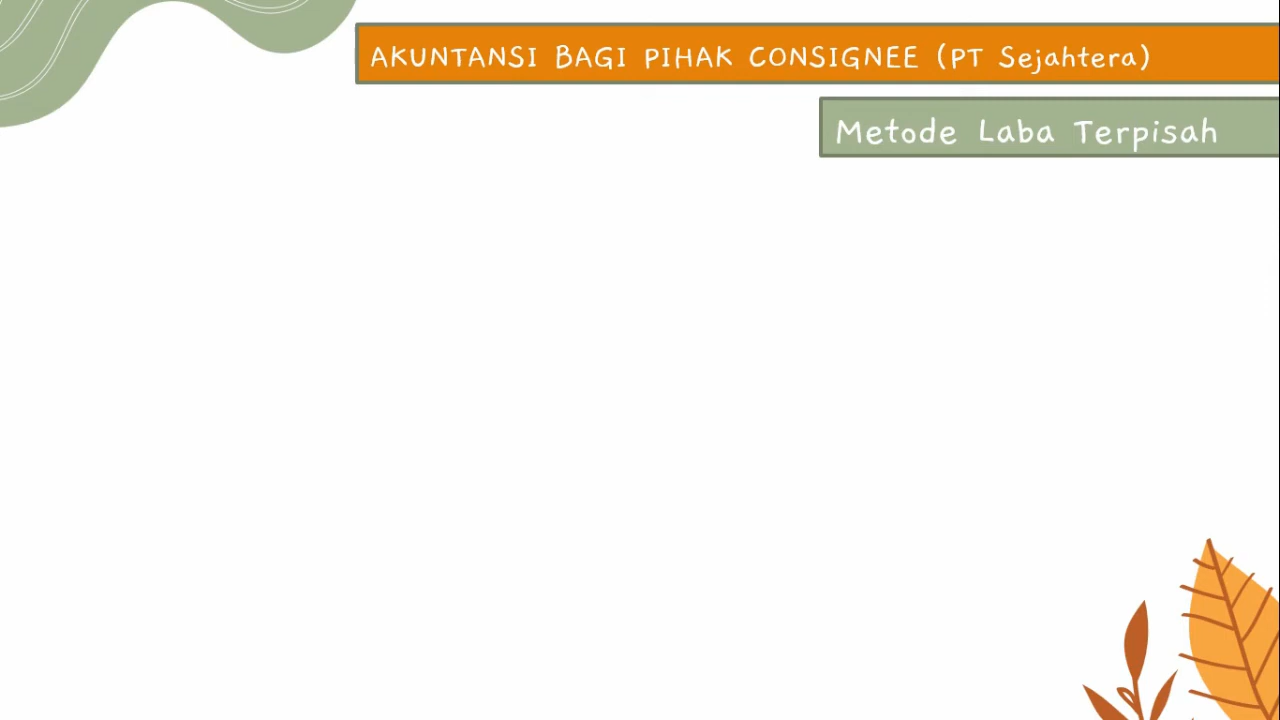 AKUNTANSI BAGI PIHAK CONSIGNEE (PT Sejahtera)
Metode Laba Terpisah